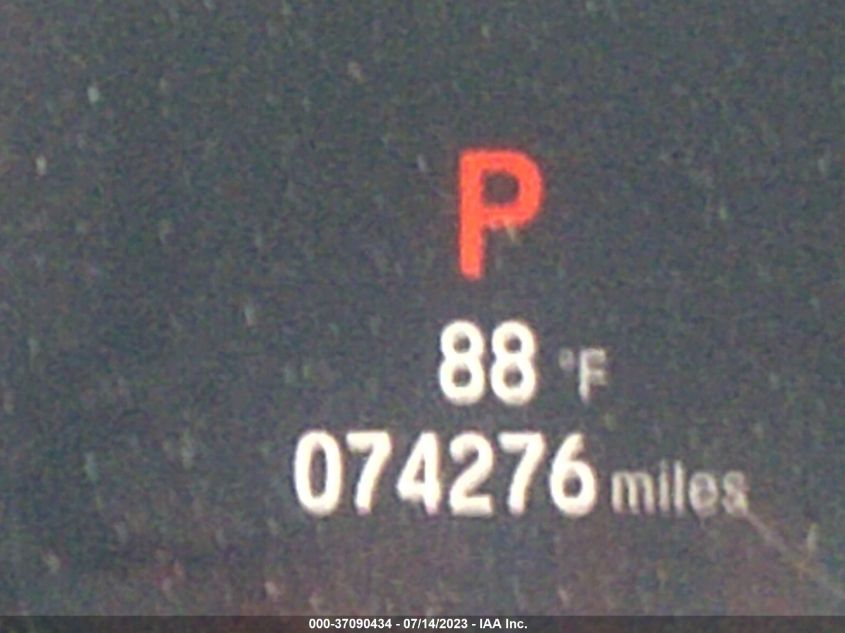 P
88 °F
074276 miles
000-37090434 - 07/14/2023 - IAA Inc.